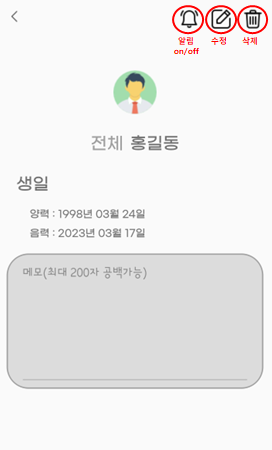 알림
on/off
수정
삭제
전체 홍길동
생일
양력 : 1998년 03월 24일
음력 : 2023년 03월 17일
메모(최대 200자 공백가능)